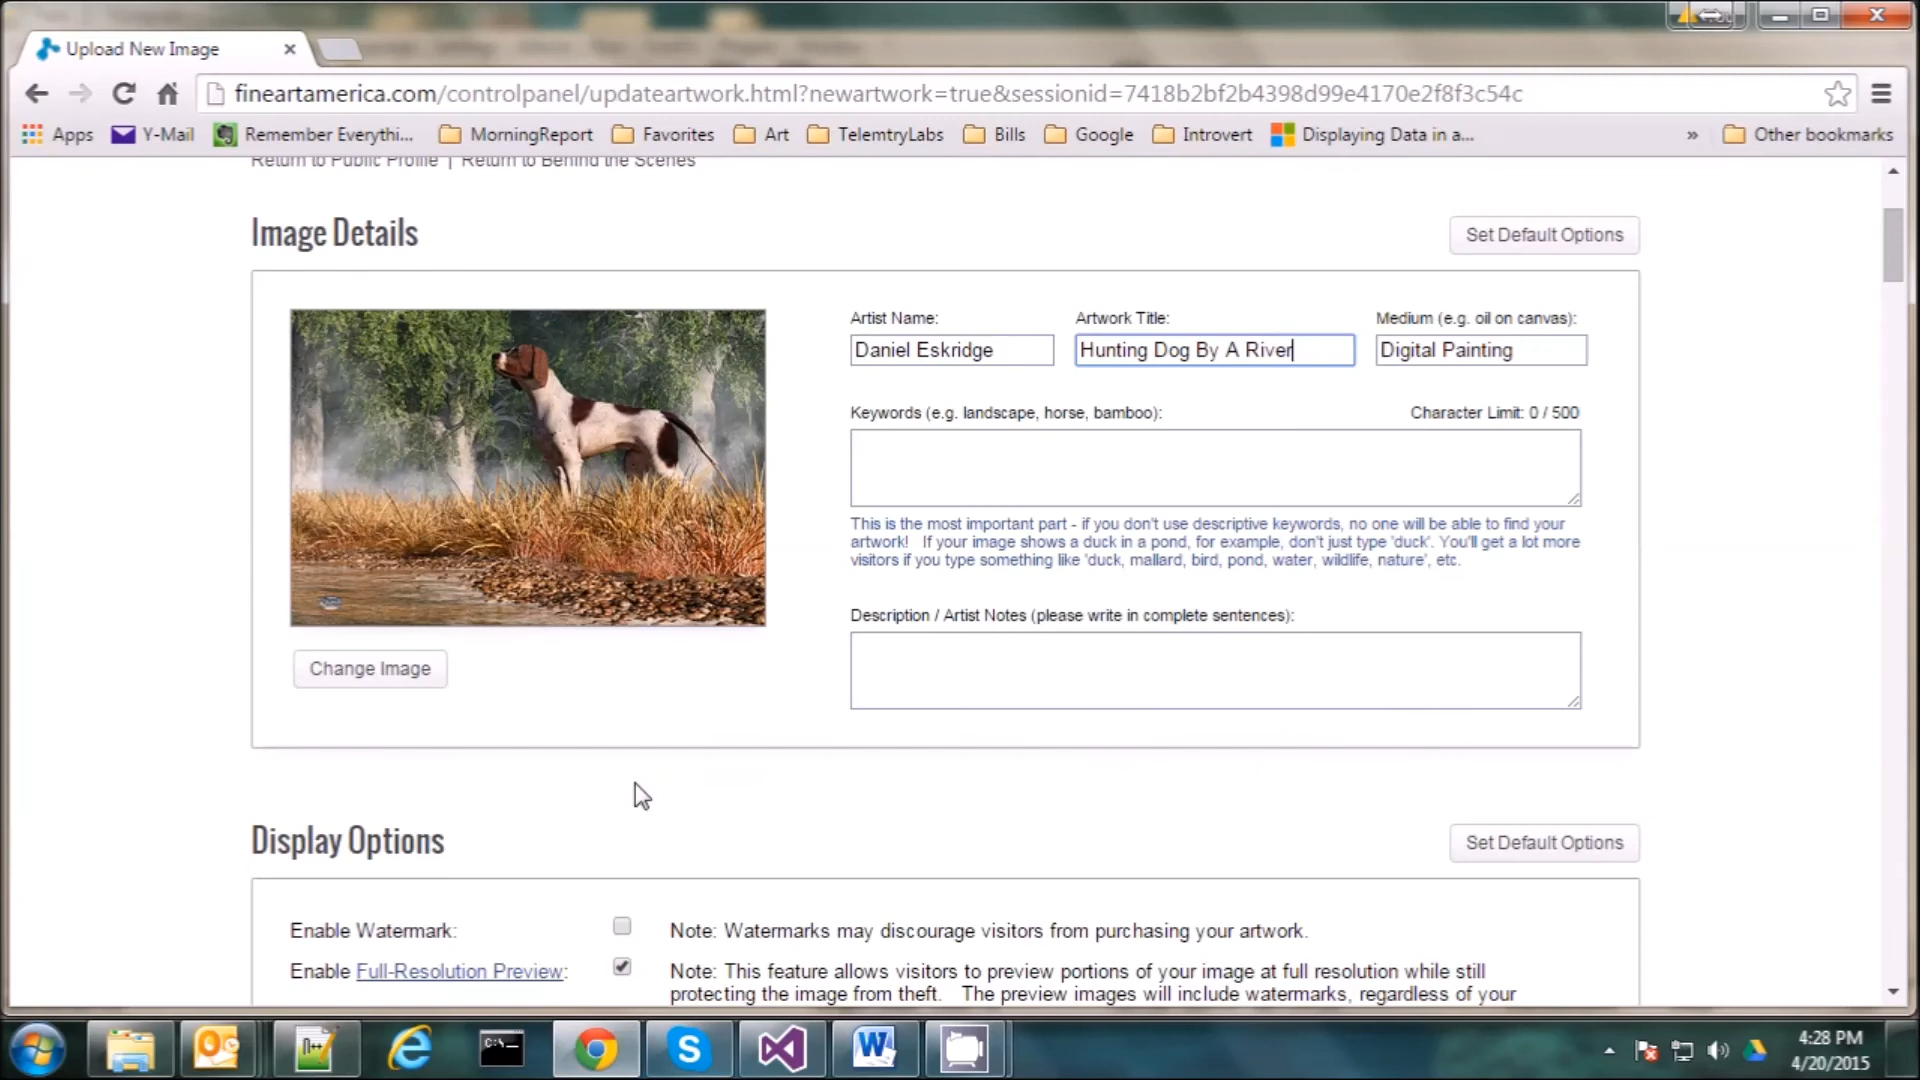 Upload New Image
fineartamerica.com/controlpanel/updateartwork.html?newartwork=true&sessionid=7418b2bf2b4398d99e4170e2f8f3c54c
Apps Y-Mail Remember Everythi... MorningReport Favorites Art TelemtryLabs Bills Google Introvert Displaying Data in a... » Other bookmarks
Return to Public Profile | Return to Behind the Scenes
Image Details
Set Default Options
Artist Name: Artwork Title: Medium (e.g. oil on canvas):
Daniel Eskridge Hunting Dog By A River Digital Painting
Keywords (e.g. landscape, horse, bamboo): Character Limit: 0 / 500
This is the most important part - if you don't use descriptive keywords, no one will be able to find your
artwork! If your image shows a duck in a pond, for example, don't just type 'duck'. You'll get a lot more
visitors if you type something like 'duck, mallard, bird, pond, water, wildlife, nature', etc.
Description / Artist Notes (please write in complete sentences):
Change Image
Display Options
Set Default Options
Enable Watermark: Note: Watermarks may discourage visitors from purchasing your artwork.
Enable Full-Resolution Preview: Note: This feature allows visitors to preview portions of your image at full resolution while still
protecting the image from theft. The preview images will include watermarks, regardless of your
4:28 PM
4/20/2015